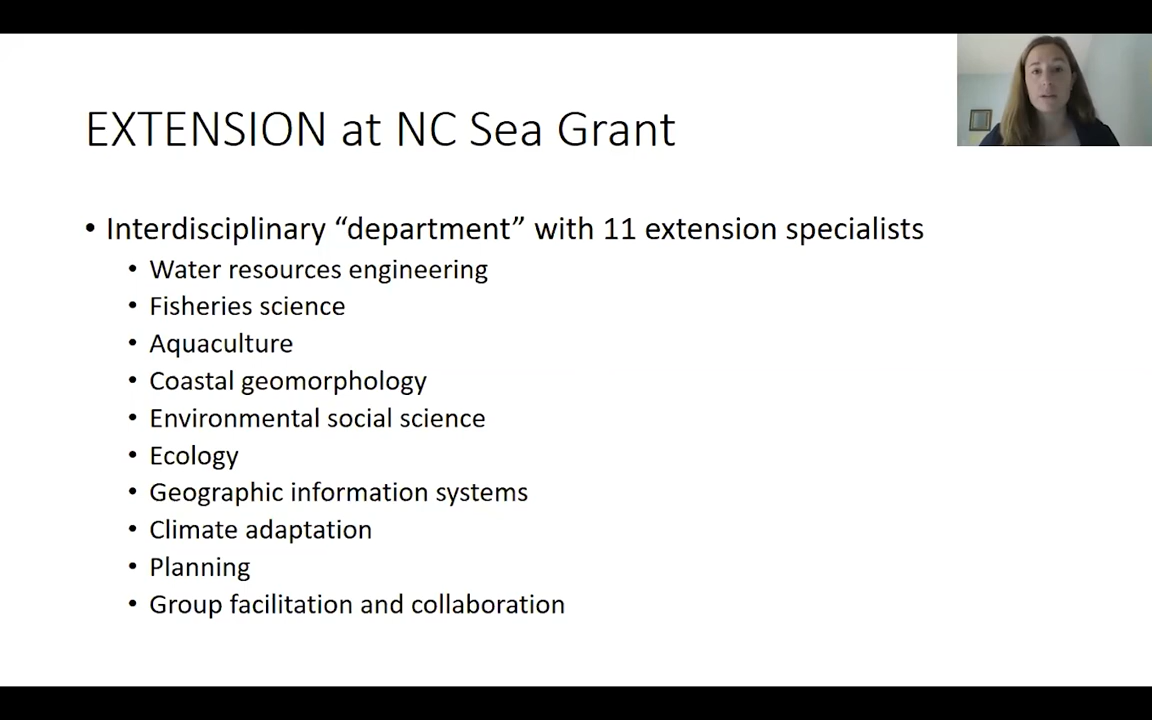 EXTENSION at NC Sea Grant
• Interdisciplinary “department” with 11 extension specialists
• Water resources engineering
• Fisheries science
• Aquaculture
• Coastal geomorphology
• Environmental social science
• Ecology
• Geographic information systems
• Climate adaptation
• Planning
• Group facilitation and collaboration